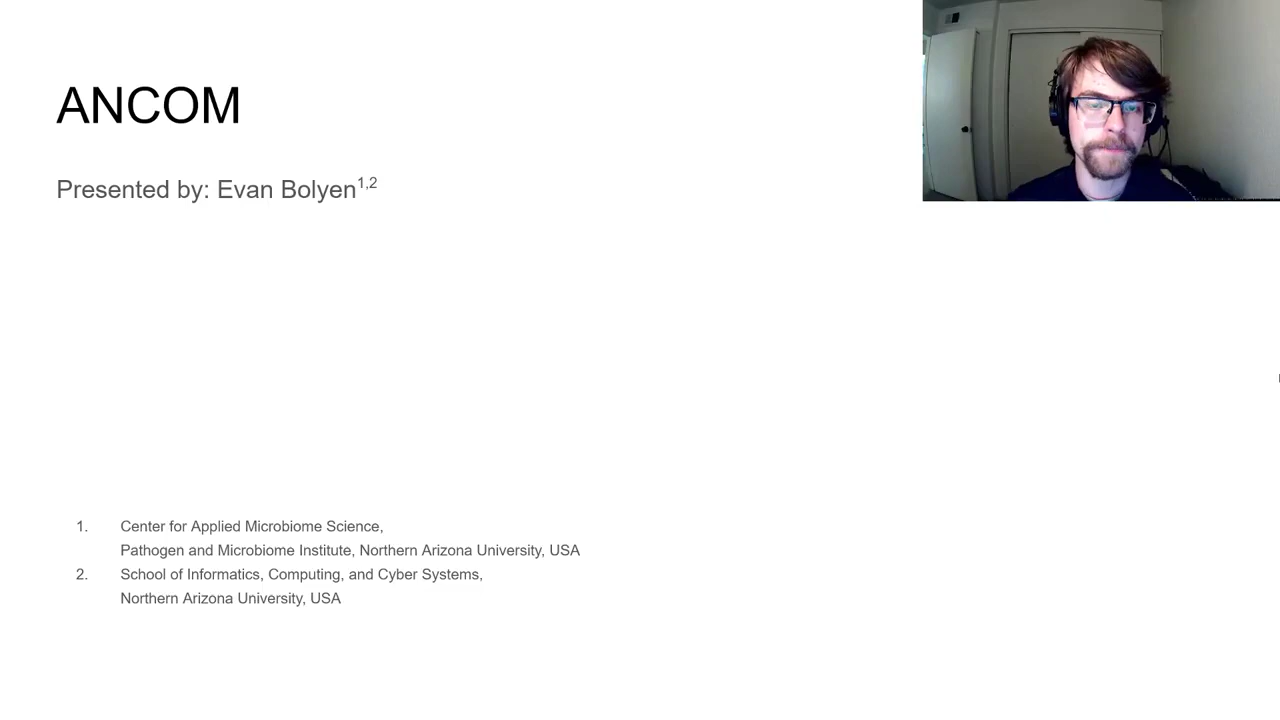 ANCOM
Presented by: Evan Bolyen1,2
1. Center for Applied Microbiome Science,
Pathogen and Microbiome Institute, Northern Arizona University, USA
2. School of Informatics, Computing, and Cyber Systems,
Northern Arizona University, USA